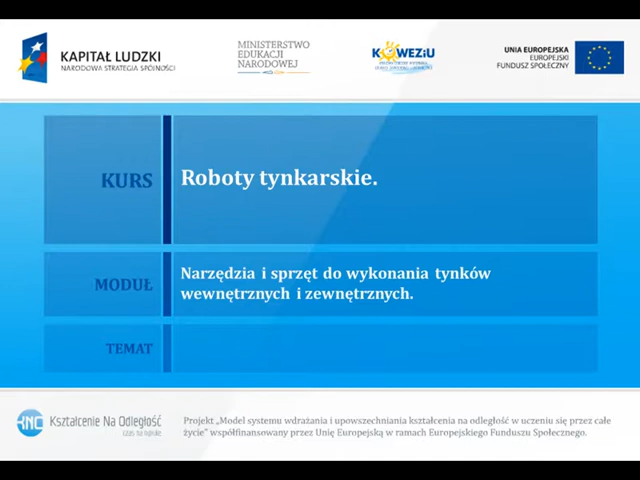 KAPITAŁ LUDZKI
NARODOWA STRATEGIA SPÓJNOŚCI
MINISTERSTWO
EDUKACJI
NARODOWEJ
KOWEZiU
UNIA EUROPEJSKA
EUROPEJSKI
FUNDUSZ SPOŁECZNY
KURS
Roboty tynkarskie.
MODUŁ
Narzędzia i sprzęt do wykonania tynków
wewnętrznych i zewnętrznych.
TEMAT
KNO Kształcenie Na Odległość
Projekt „Model systemu wdrażania i upowszechniania kształcenia na odległość w uczeniu się przez całe
życie” współfinansowany przez Unię Europejską w ramach Europejskiego Funduszu Społecznego.